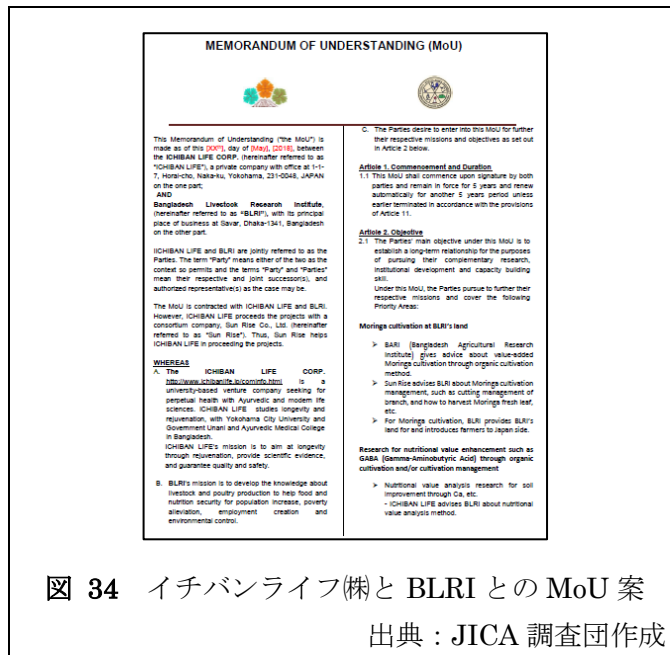 MEMORANDUM OF UNDERSTANDING (MoU)
This Memorandum of Understanding ("the MoU") is
made as of this [XXth], day of [May], [2018], between
the ICHIBAN LIFE CORP. (hereinafter referred to as
"ICHIBAN LIFE"), a private company with office at 1-1-
7, Horai-cho, Naka-ku, Yokohama, 231-0048, JAPAN
on the one part;
AND
Bangladesh Livestock Research Institute,
(hereinafter referred to as "BLRI"), with its principal
place of business at Savar, Dhaka-1341, Bangladesh
on the other part.
IICHIBAN LIFE and BLRI are jointly referred to as the
Parties. The term "Party" means either of the two as the
context so permits and the terms "Party" and "Parties"
mean their respective and joint successor(s), and
authorized representative(s) as the case may be.
The MoU is contracted with ICHIBAN LIFE and BLRI.
However, ICHIBAN LIFE proceeds the projects with a
consortium company, Sun Rise Co., Ltd. (hereinafter
referred to as "Sun Rise"). Thus, Sun Rise helps
ICHIBAN LIFE in proceeding the projects.
WHEREAS
A. The ICHIBAN LIFE CORP.
http://www.ichibanlife.jp/cominfo.html is a
university-based venture company seeking for
perpetual health with Ayurvedic and modern life
sciences. ICHIBAN LIFE studies longevity and
rejuvenation, with Yokohama City University and
Government Unani and Ayurvedic Medical College
in Bangladesh.
ICHIBAN LIFE's mission is to aim at longevity
through rejuvenation, provide scientific evidence,
and guarantee quality and safety.
B. BLRI's mission is to develop the knowledge about
livestock and poultry production to help food and
nutrition security for population increase, poverty
alleviation, employment creation and
environmental control.
C. The Parties desire to enter into this MoU for further
their respective missions and objectives as set out
in Article 2 below.
Article 1. Commencement and Duration
1.1 This MoU shall commence upon signature by both
parties and remain in force for 5 years and renew
automatically for another 5 years period unless
earlier terminated in accordance with the provisions
of Article 11.
Article 2. Objective
2.1 The Parties' main objective under this MoU is to
establish a long-term relationship for the purposes
of pursuing their complementary research,
institutional development and capacity building
skill.
Under this MoU, the Parties pursue to further their
respective missions and cover the following
Priority Areas:
Moringa cultivation at BLRI's land
➢ BARI (Bangladesh Agricultural Research
Institute) gives advice about value-added
Moringa cultivation through organic cultivation
method.
➢ Sun Rise advises BLRI about Moringa cultivation
management, such as cutting management of
branch, and how to harvest Moringa fresh leaf,
etc.
➢ For Moringa cultivation, BLRI provides BLRI's
land for and introduces farmers to Japan side.
Research for nutritional value enhancement such as
GABA (Gamma-Aminobutyric Acid) through organic
cultivation and/or cultivation management
➢ Nutritional value analysis research for soil
improvement through Ca, etc.
- ICHIBAN LIFE advises BLRI about nutritional
value analysis method.
図 34 イチバンライフ㈱と BLRI との MoU 案
出典：JICA 調査団作成